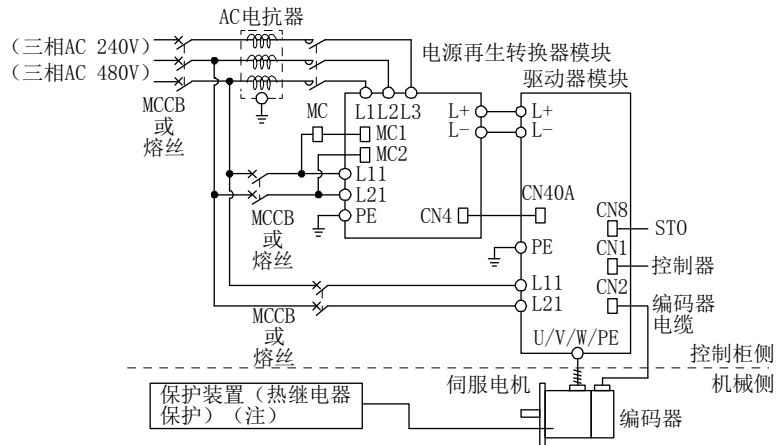 AC电抗器
（三相AC 240V）
（三相AC 480V）
MCCB
或
熔丝
电源再生转换器模块
驱动器模块
MC
L1L2L3
L+
L-
L+
L-
MC1
MC2
L11
L21
PE
MCCB
或
熔丝
CN4
CN40A
CN8
STO
CN1
控制器
CN2
编码器
电缆
PE
L11
L21
MCCB
或
熔丝
U/V/W/PE
控制柜侧
机械侧
伺服电机
编码器
保护装置（热继电器
保护）（注）